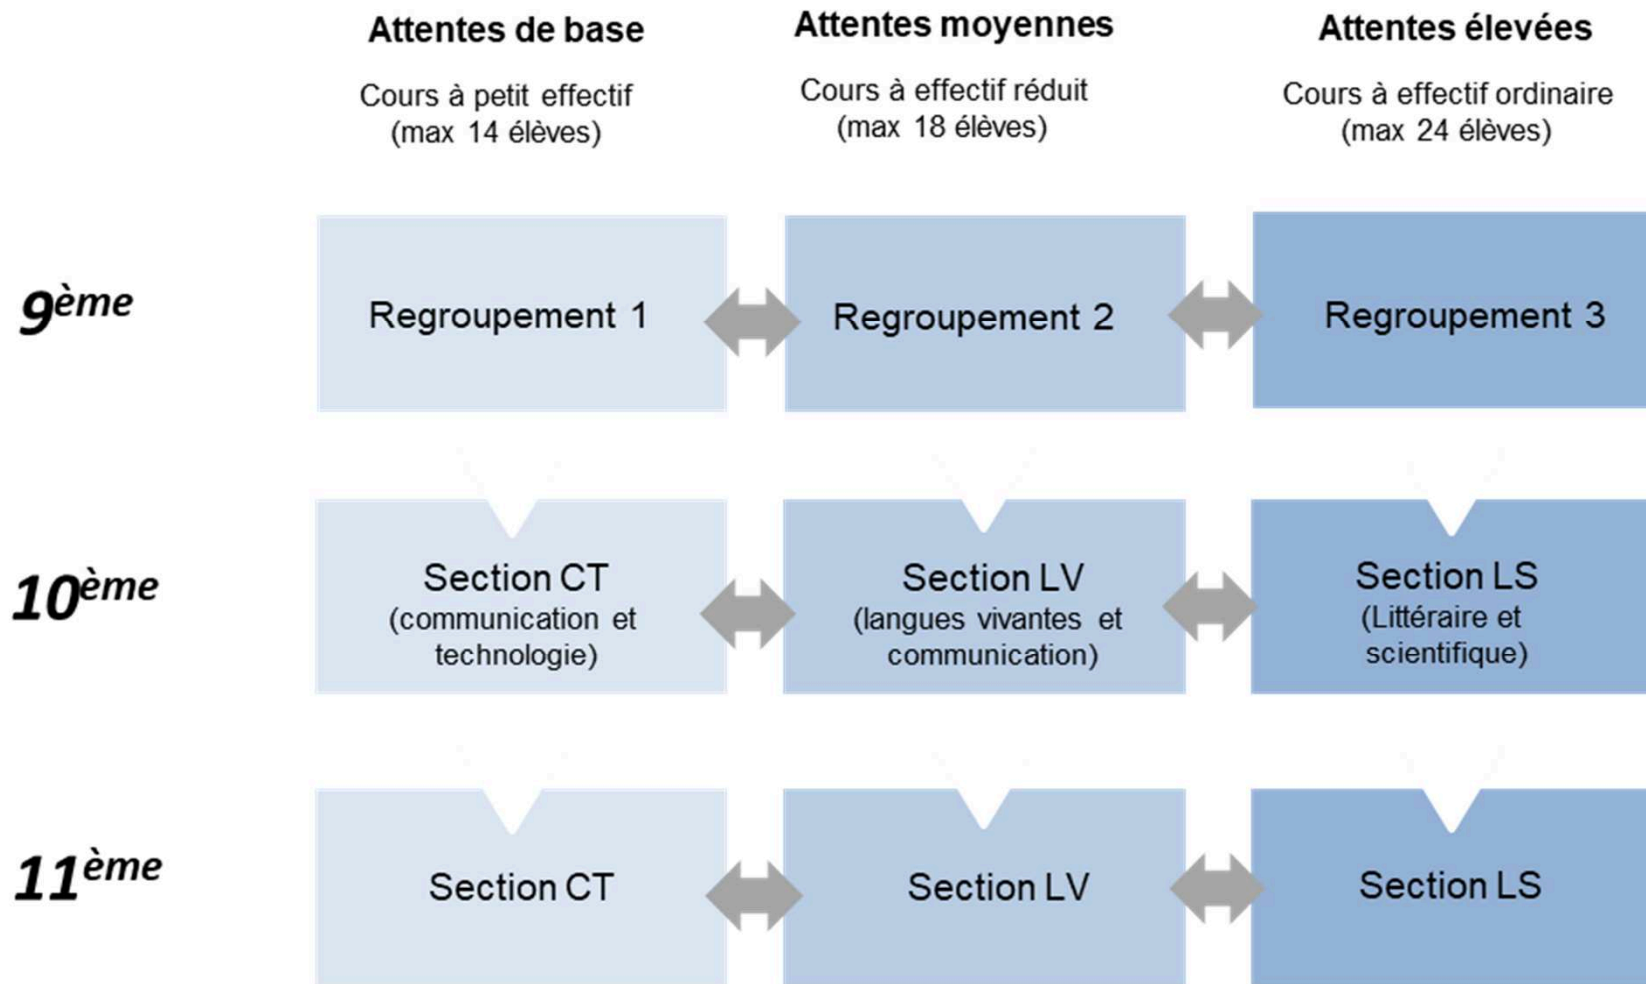 Attentes de base
Attentes moyennes
Attentes élevées
Cours à petit effectif
(max 14 élèves)
Cours à effectif réduit
(max 18 élèves)
Cours à effectif ordinaire
(max 24 élèves)
9ème
Regroupement 1
Regroupement 2
Regroupement 3
10ème
Section CT
(communication et
technologie)
Section LV
(langues vivantes et
communication)
Section LS
(Littéraire et
scientifique)
11ème
Section CT
Section LV
Section LS